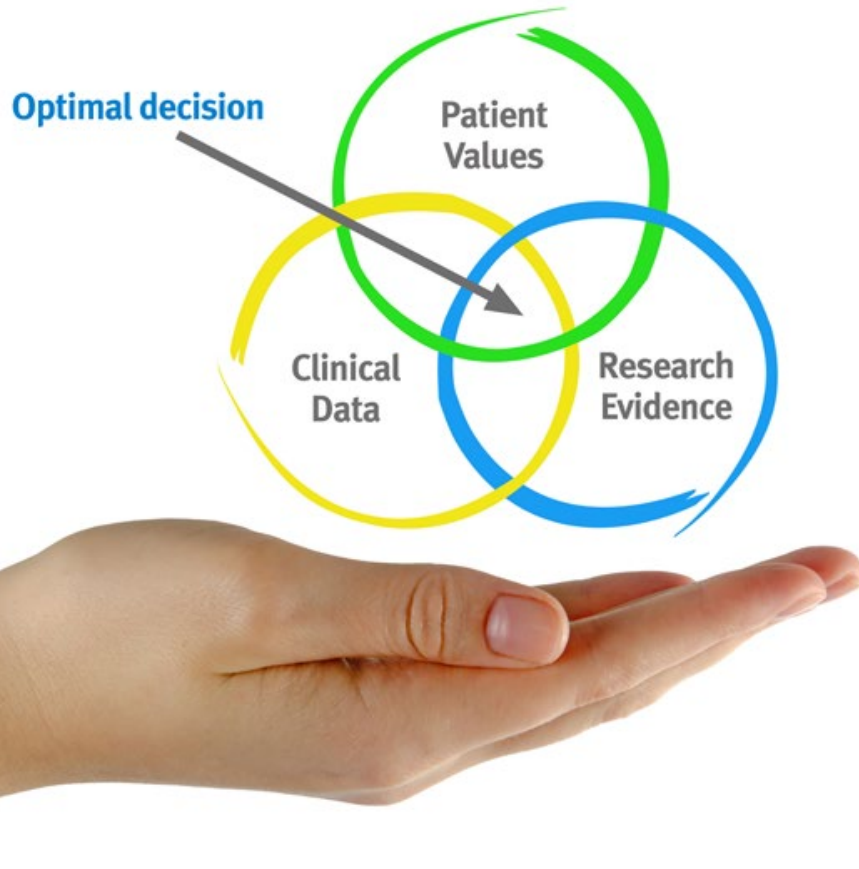 Optimal decision
Patient
Values
Clinical
Data
Research
Evidence